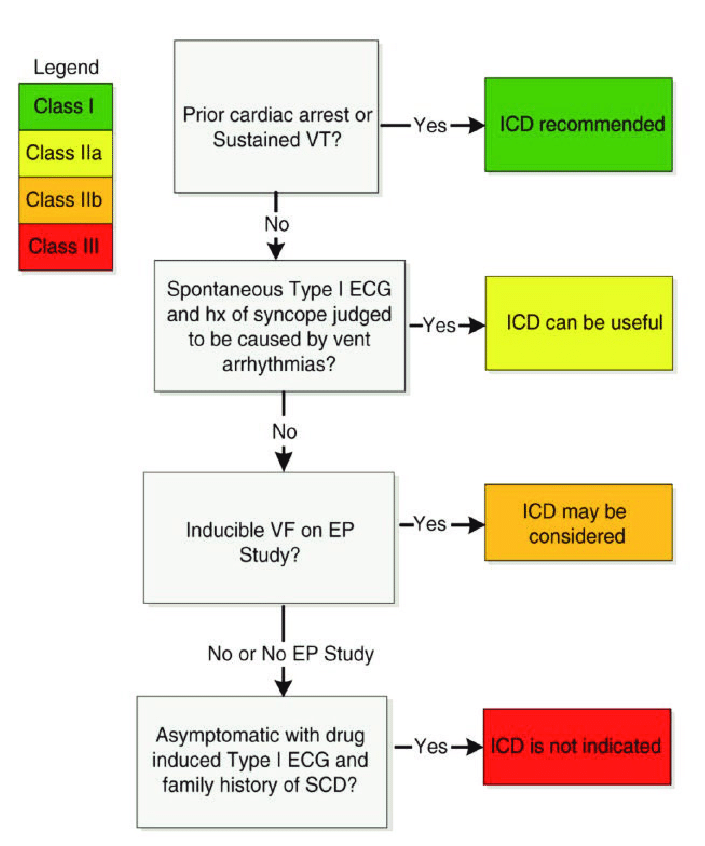 Legend
Class I
Class IIa
Class IIb
Class III
Prior cardiac arrest or
Sustained VT?
Yes
ICD recommended
No
Spontaneous Type I ECG
and hx of syncope judged
to be caused by vent
arrhythmias?
Yes
ICD can be useful
No
Inducible VF on EP
Study?
Yes
ICD may be
considered
No or No EP Study
Asymptomatic with drug
induced Type I ECG and
family history of SCD?
Yes
ICD is not indicated